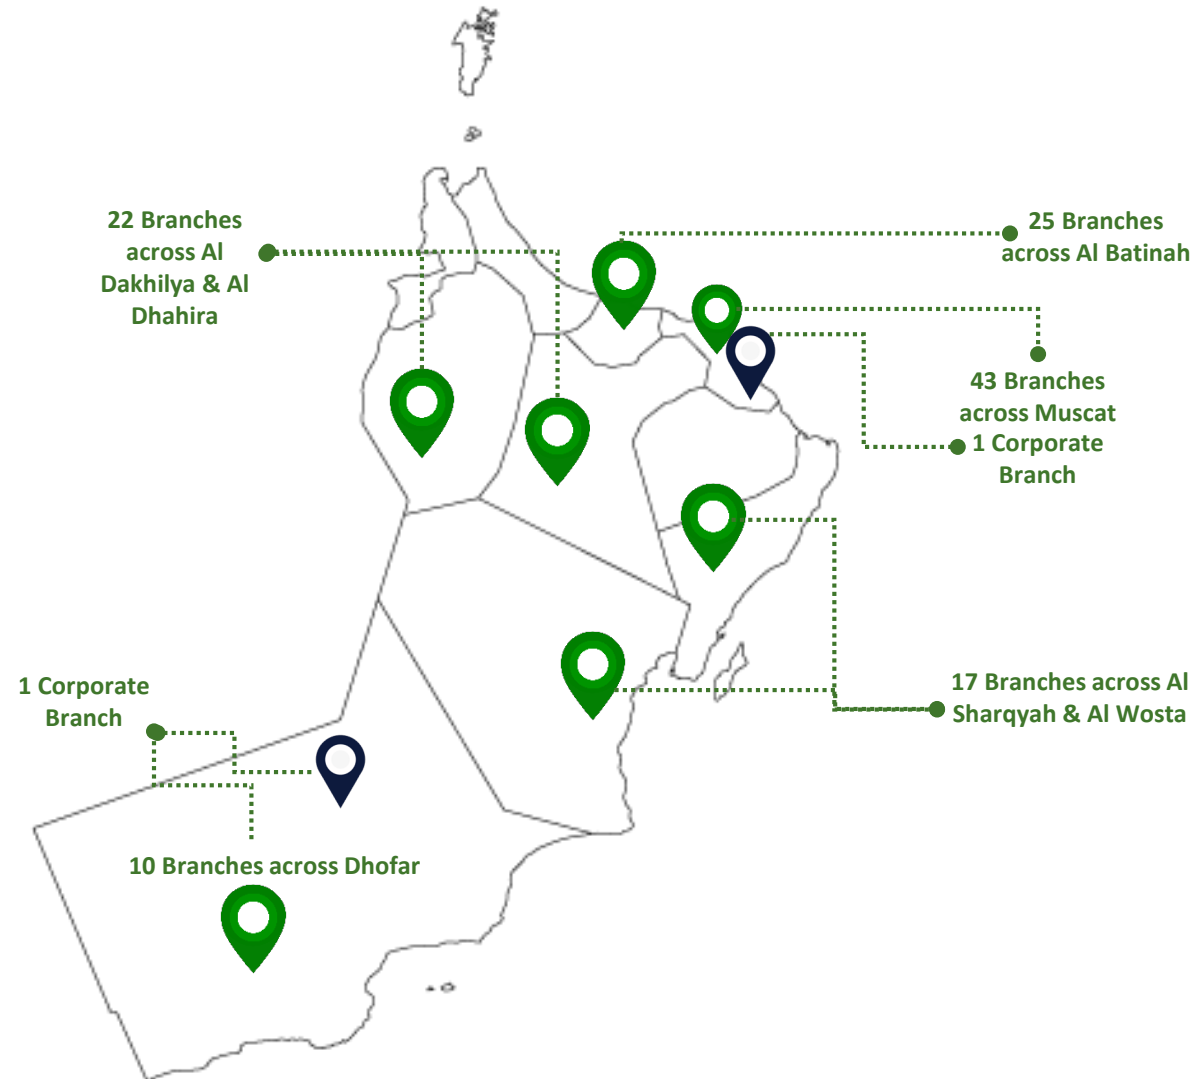 22 Branches
across Al
Dakhilya & Al
Dhahira
25 Branches
across Al Batinah
43 Branches
across Muscat
1 Corporate
Branch
17 Branches across Al
Sharqyah & Al Wosta
1 Corporate
Branch
10 Branches across Dhofar